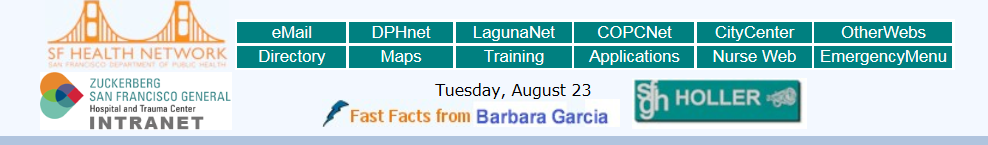 SF HEALTH NETWORK
SAN FRANCISCO DEPARTMENT OF PUBLIC HEALTH
eMail DPHnet LagunaNet COPCNet CityCenter OtherWebs
Directory Maps Training Applications Nurse Web EmergencyMenu
ZUCKERBERG
SAN FRANCISCO GENERAL
Hospital and Trauma Center
INTRANET
Tuesday, August 23
Fast Facts from Barbara Garcia
sfgh HOLLER